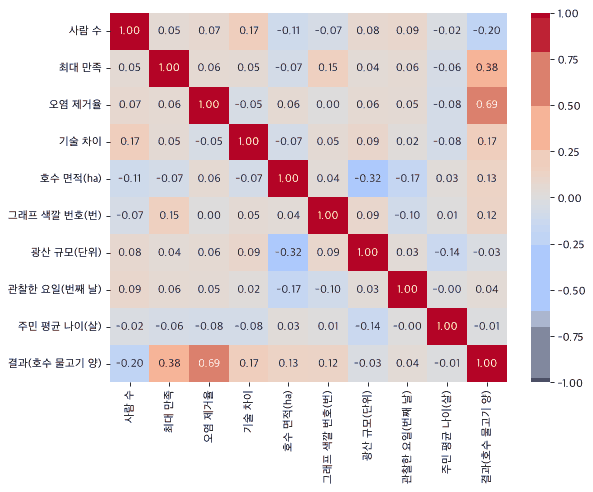 사람 수 1.00 0.05 0.07 0.17 -0.11 -0.07 0.08 0.09 -0.02 -0.20
최대 만족 0.05 1.00 0.06 0.05 -0.07 0.15 0.04 0.06 -0.06 0.38
오염 제거율 0.07 0.06 1.00 -0.05 0.06 0.00 0.06 0.05 -0.08 0.69
기술 차이 0.17 0.05 -0.05 1.00 -0.07 0.05 0.09 0.02 -0.08 0.17
호수 면적(ha) -0.11 -0.07 0.06 -0.07 1.00 0.04 -0.32 -0.17 0.03 0.13
그래프 색깔 번호(번) -0.07 0.15 0.00 0.05 0.04 1.00 0.09 -0.10 0.01 0.12
광산 규모(단위) 0.08 0.04 0.06 0.09 -0.32 0.09 1.00 0.03 -0.14 -0.03
관찰한 요일(번째 날) 0.09 0.06 0.05 0.02 -0.17 -0.10 0.03 1.00 -0.00 0.04
주민 평균 나이(살) -0.02 -0.06 -0.08 -0.08 0.03 0.01 -0.14 -0.00 1.00 -0.01
결과(호수 물고기 양) -0.20 0.38 0.69 0.17 0.13 0.12 -0.03 0.04 -0.01 1.00
사람 수
최대 만족
오염 제거율
기술 차이
호수 면적(ha)
그래프 색깔 번호(번)
광산 규모(단위)
관찰한 요일(번째 날)
주민 평균 나이(살)
결과(호수 물고기 양)
1.00
0.75
0.50
0.25
0.00
-0.25
-0.50
-0.75
-1.00